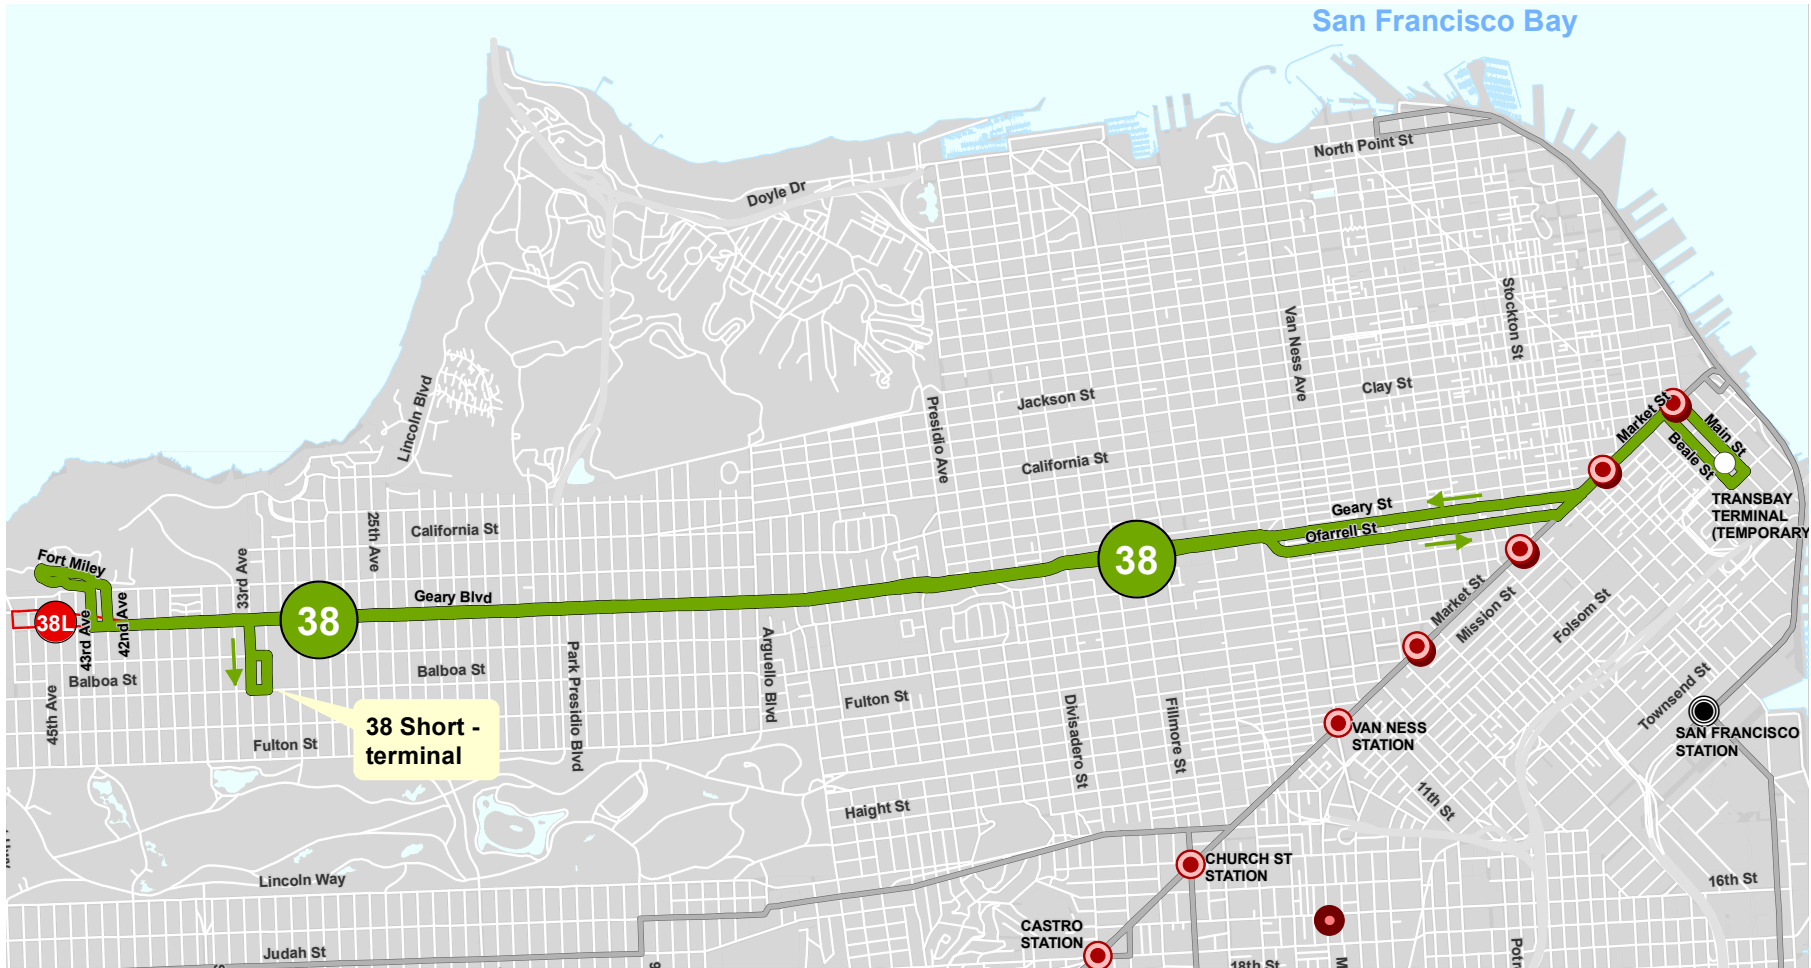 San Francisco Bay
North Point St
Doyle Dr
Stockton St
Van Ness Ave
Clay St
Jackson St
Lincoln Blvd
Presidio Ave
Market St
Main St
Beale St
California St
Geary St
Ofarrell St
TRANSBAY
TERMINAL
(TEMPORARY
25th Ave
California St
33rd Ave
Fort Miley
38
38
Geary Blvd
38L
43rd Ave
42nd Ave
Market St
Mission St
Folsom St
Balboa St
Balboa St
45th Ave
Park Presidio Blvd
Arguello Blvd
Fulton St
Divisadero St
Fillmore St
Townsend St
38 Short -
terminal
Fulton St
VAN NESS
STATION
SAN FRANCISCO
STATION
11th St
Haight St
CHURCH ST
STATION
Lincoln Way
16th St
CASTRO
STATION
Judah St
18th St
Potr
M